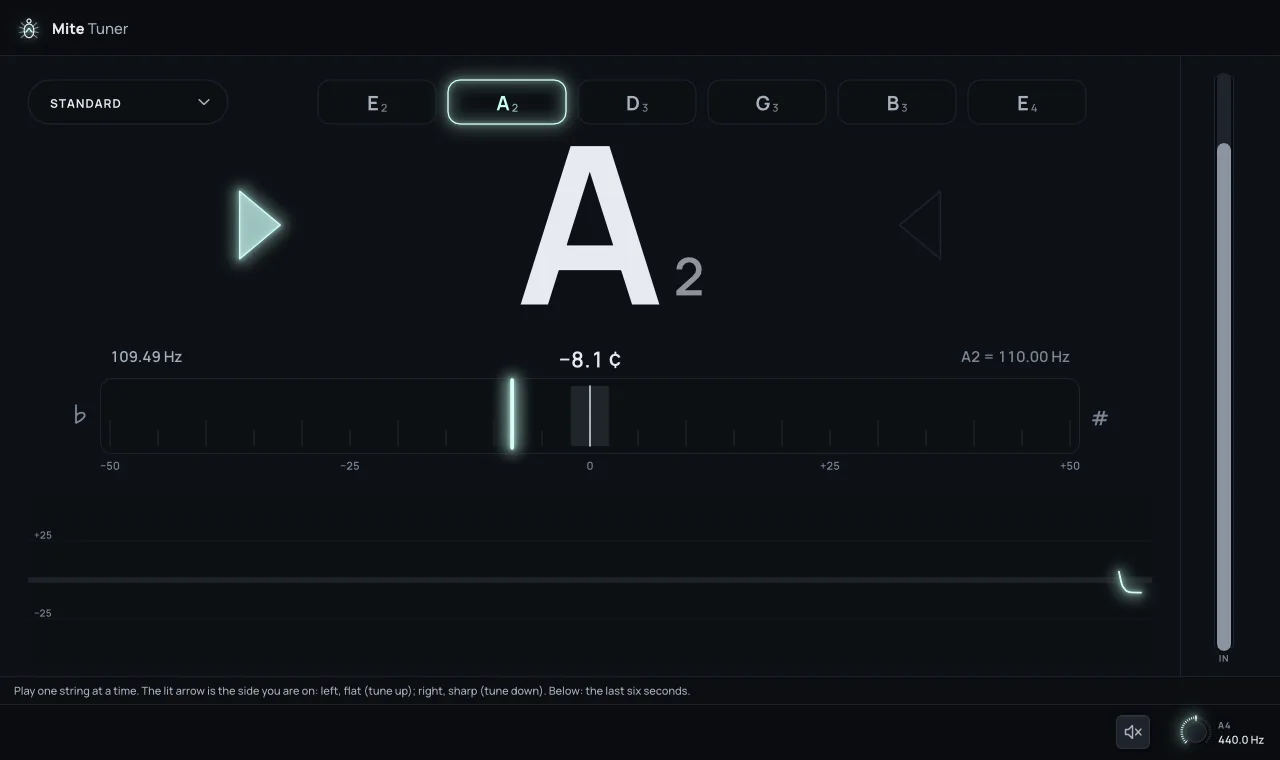 Mite Tuner
STANDARD
E2 A2 D3 G3 B3 E4
A2
109.49 Hz −8.1 ¢ A2 = 110.00 Hz
♭ #
−50 −25 0 +25 +50
+25
−25
IN
Play one string at a time. The lit arrow is the side you are on: left, flat (tune up); right, sharp (tune down). Below: the last six seconds.
A4
440.0 Hz